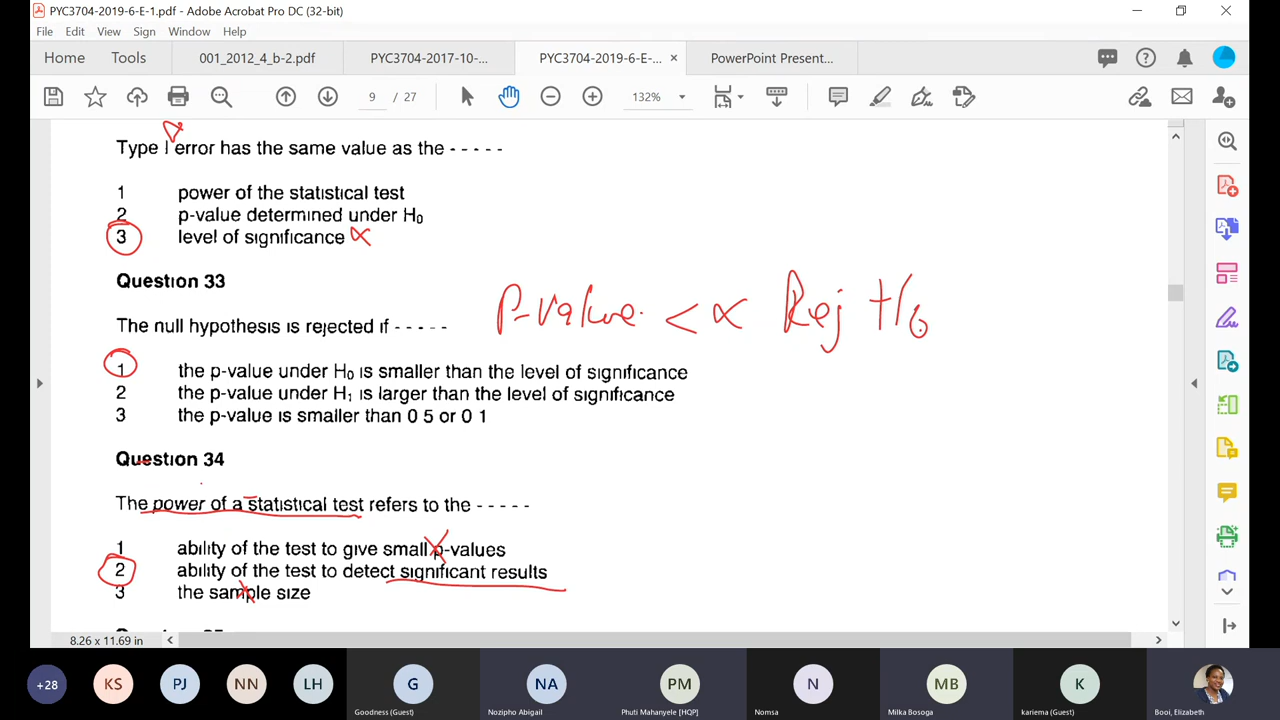 PYC3704-2019-6-E-1.pdf - Adobe Acrobat Pro DC (32-bit)
File Edit View Sign Window Help
Home Tools 001_2012_4_b-2.pdf PYC3704-2017-10-... PYC3704-2019-6-E-... × PowerPoint Present...
9 / 27 132%
Type I error has the same value as the - - - - -
1 power of the statistical test
2 p-value determined under H₀
3 level of significance ∝
Question 33
P-value < ∝ Rej H₀
The null hypothesis is rejected if - - - - -
1 the p-value under H₀ is smaller than the level of significance
2 the p-value under H₁ is larger than the level of significance
3 the p-value is smaller than 0 5 or 0 1
Question 34
The power of a statistical test refers to the - - - - -
1 ability of the test to give small p-values
2 ability of the test to detect significant results
3 the sample size
8.26 x 11.69 in
+28 KS PJ NN LH G NA PM N MB K
Goodness (Guest) Nozipho Abigail Phuti Mahanyele [HQP] Nomsa Milka Bosoga kariema (Guest) Booi, Elizabeth